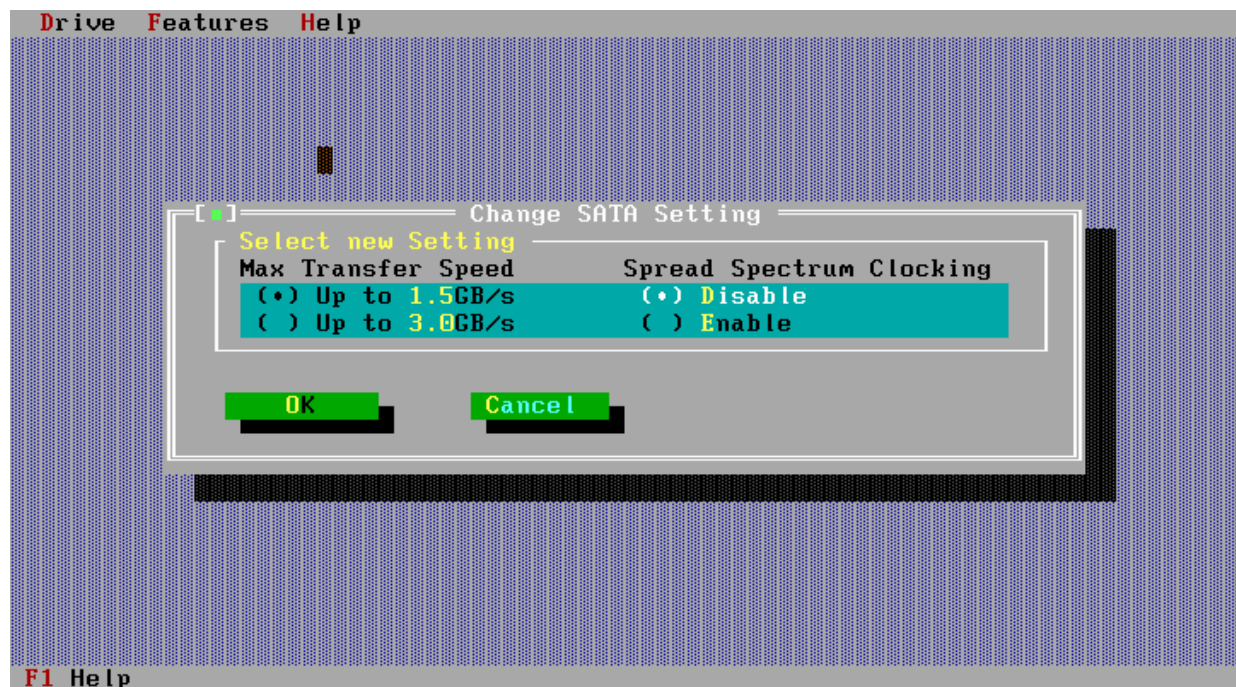 Drive Features Help
[■] Change SATA Setting
Select new Setting
Max Transfer Speed Spread Spectrum Clocking
(•) Up to 1.5GB/s (•) Disable
( ) Up to 3.0GB/s ( ) Enable
OK Cancel
F1 Help